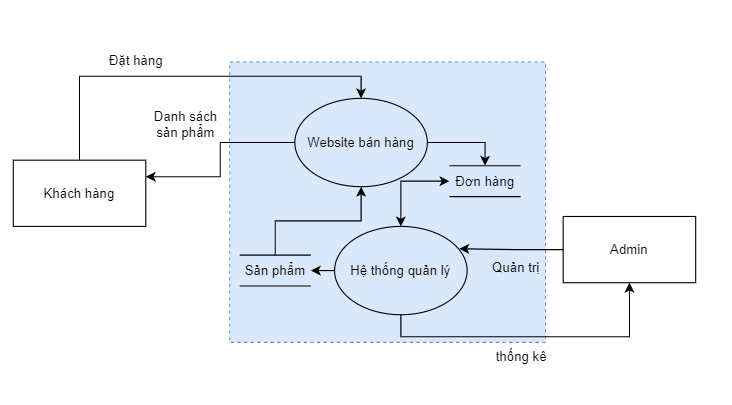 Đặt hàng
Danh sách
sản phẩm
Website bán hàng
Khách hàng
Đơn hàng
Sản phẩm
Hệ thống quản lý
Quản trị
Admin
thống kê